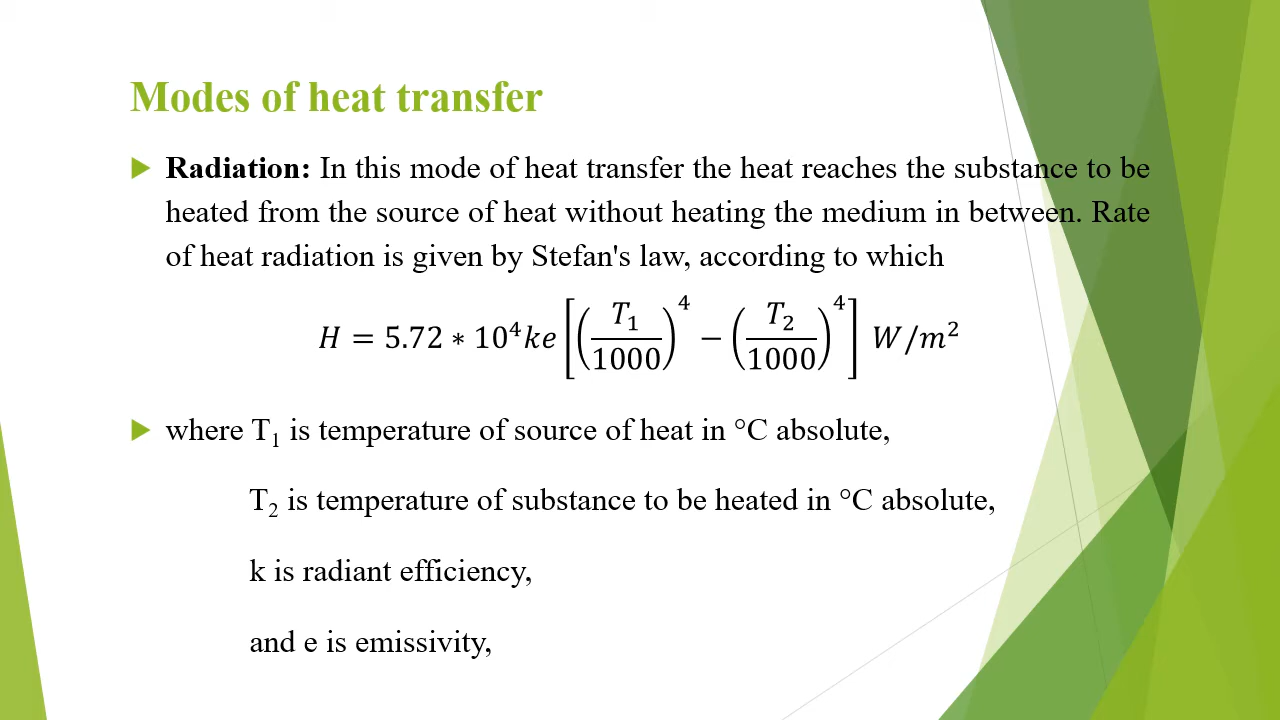 Modes of heat transfer
Radiation: In this mode of heat transfer the heat reaches the substance to be
heated from the source of heat without heating the medium in between. Rate
of heat radiation is given by Stefan's law, according to which
𝐻 = 5.72 ∗ 10⁴𝑘𝑒 [(𝑇₁/1000)⁴ − (𝑇₂/1000)⁴] 𝑊/𝑚²
where T₁ is temperature of source of heat in °C absolute,
T₂ is temperature of substance to be heated in °C absolute,
k is radiant efficiency,
and e is emissivity,